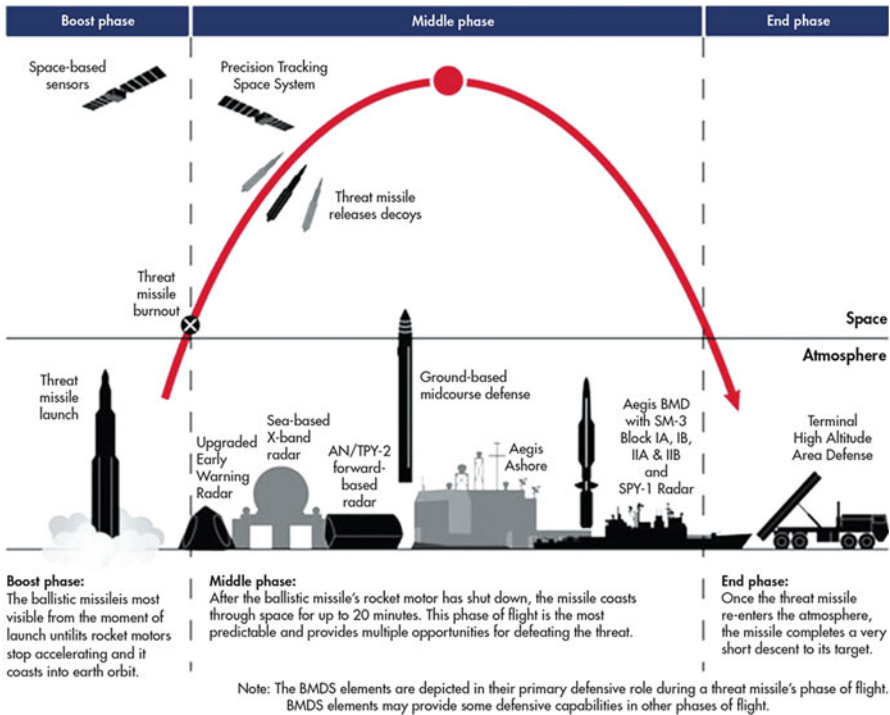 Boost phase
Middle phase
End phase
Space-based
sensors
Precision Tracking
Space System
Threat missile
releases decoys
Threat
missile
burnout
Space
Atmosphere
Threat
missile
launch
Upgraded
Early
Warning
Radar
Sea-based
X-band
radar
AN/TPY-2
forward-
based
radar
Ground-based
midcourse defense
Aegis
Ashore
Aegis BMD
with SM-3
Block IA, IB,
IIA & IIB
and
SPY-1 Radar
Terminal
High Altitude
Area Defense
Boost phase:
The ballistic missileis most
visible from the moment of
launch untilits rocket motors
stop accelerating and it
coasts into earth orbit.
Middle phase:
After the ballistic missile's rocket motor has shut down, the missile coasts
through space for up to 20 minutes. This phase of flight is the most
predictable and provides multiple opportunities for defeating the threat.
End phase:
Once the threat missile
re-enters the atmosphere,
the missile completes a very
short descent to its target.
Note: The BMDS elements are depicted in their primary defensive role during a threat missile's phase of flight.
BMDS elements may provide some defensive capabilities in other phases of flight.